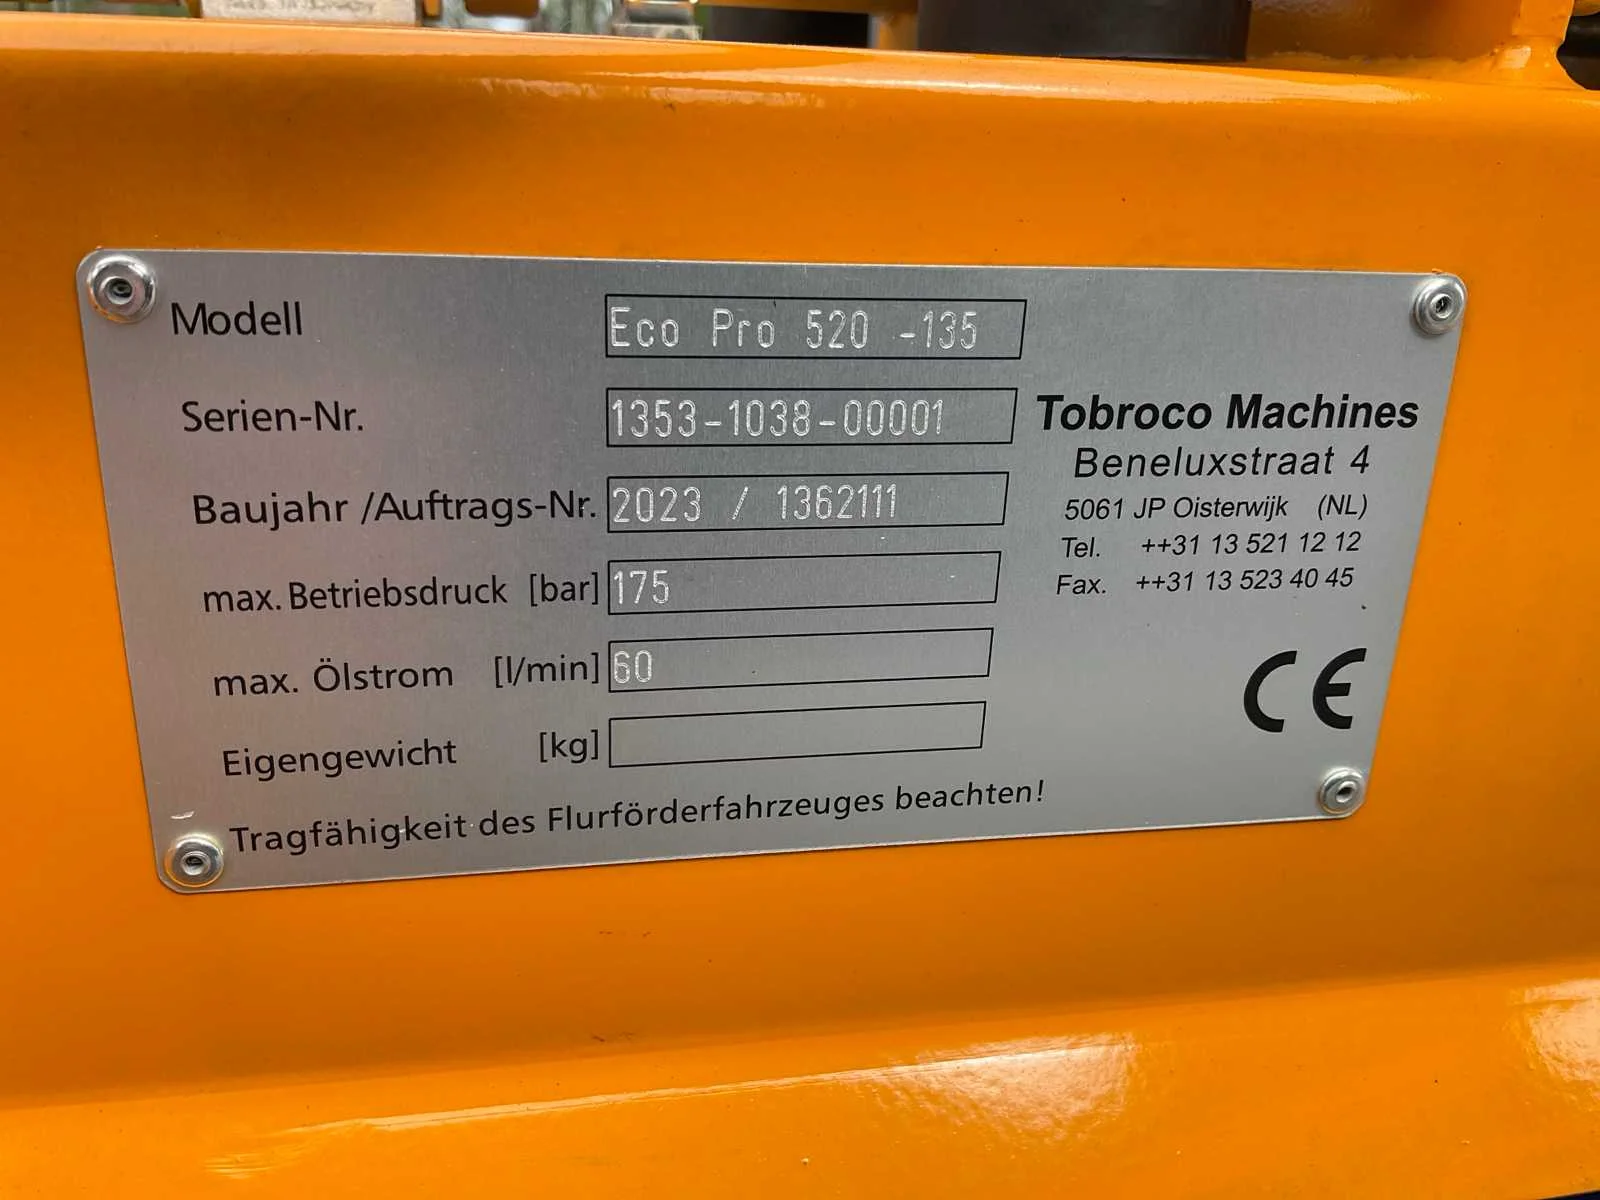 Modell Eco Pro 520 -135
Serien-Nr. 1353-1038-00001
Baujahr /Auftrags-Nr. 2023 / 1362111
max. Betriebsdruck [bar] 175
max. Ölstrom [l/min] 60
Eigengewicht [kg]
Tragfähigkeit des Flurförderfahrzeuges beachten!
Tobroco Machines
Beneluxstraat 4
5061 JP Oisterwijk (NL)
Tel. ++31 13 521 12 12
Fax. ++31 13 523 40 45
CE